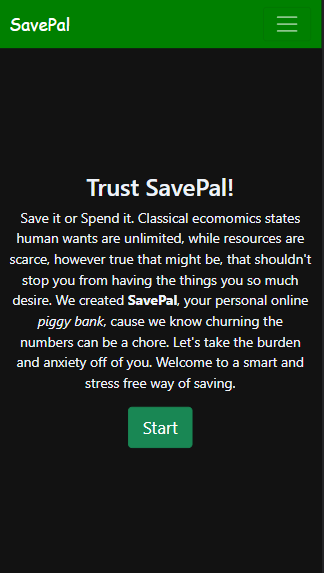 SavePal
Trust SavePal!
Save it or Spend it. Classical ecomomics states
human wants are unlimited, while resources are
scarce, however true that might be, that shouldn't
stop you from having the things you so much
desire. We created SavePal, your personal online
piggy bank, cause we know churning the
numbers can be a chore. Let's take the burden
and anxiety off of you. Welcome to a smart and
stress free way of saving.
Start